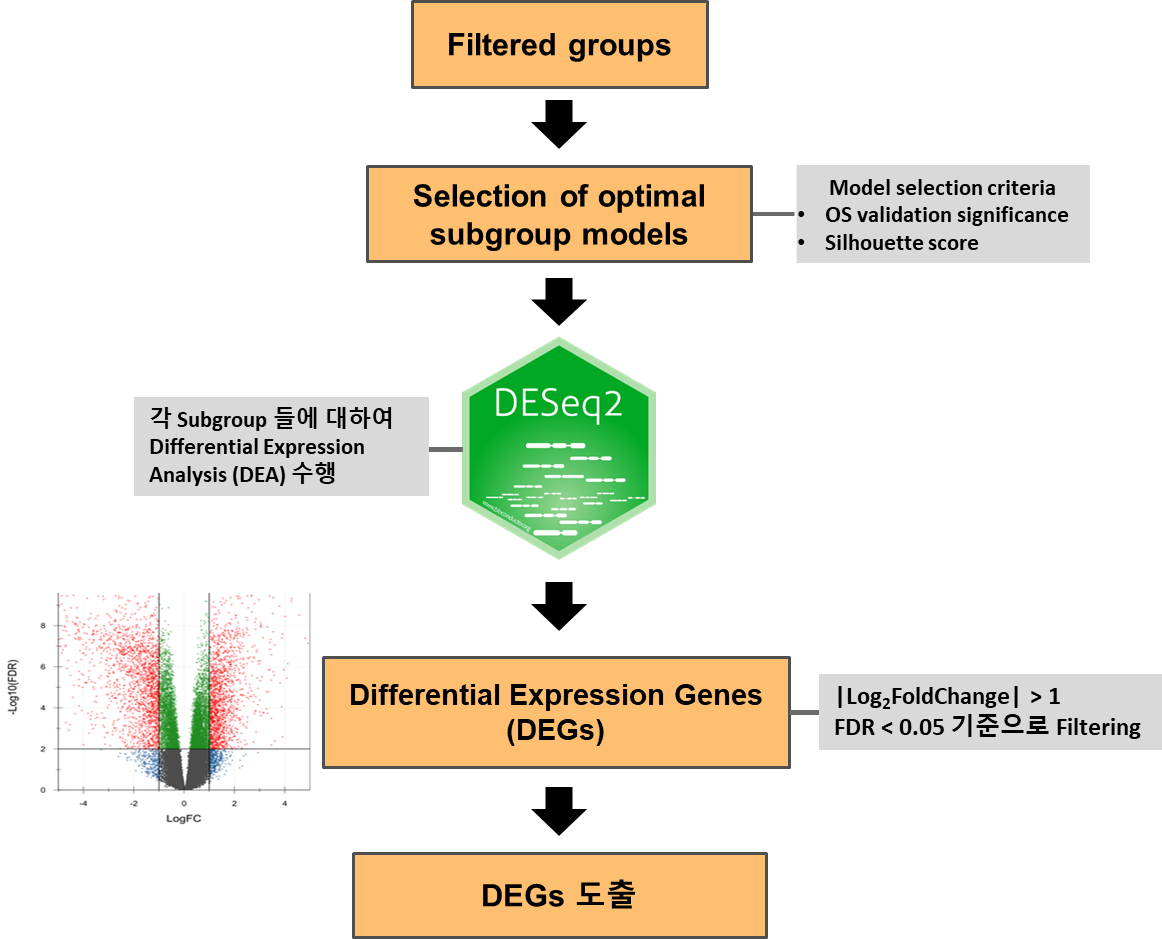 Filtered groups
Selection of optimal
subgroup models
Model selection criteria
• OS validation significance
• Silhouette score
DESeq2
www.bioconductor.org
각 Subgroup 들에 대하여
Differential Expression
Analysis (DEA) 수행
-Log10(FDR)
8
6
4
2
0
-4 -2 0 2 4
LogFC
Differential Expression Genes
(DEGs)
|Log₂FoldChange| > 1
FDR < 0.05 기준으로 Filtering
DEGs 도출